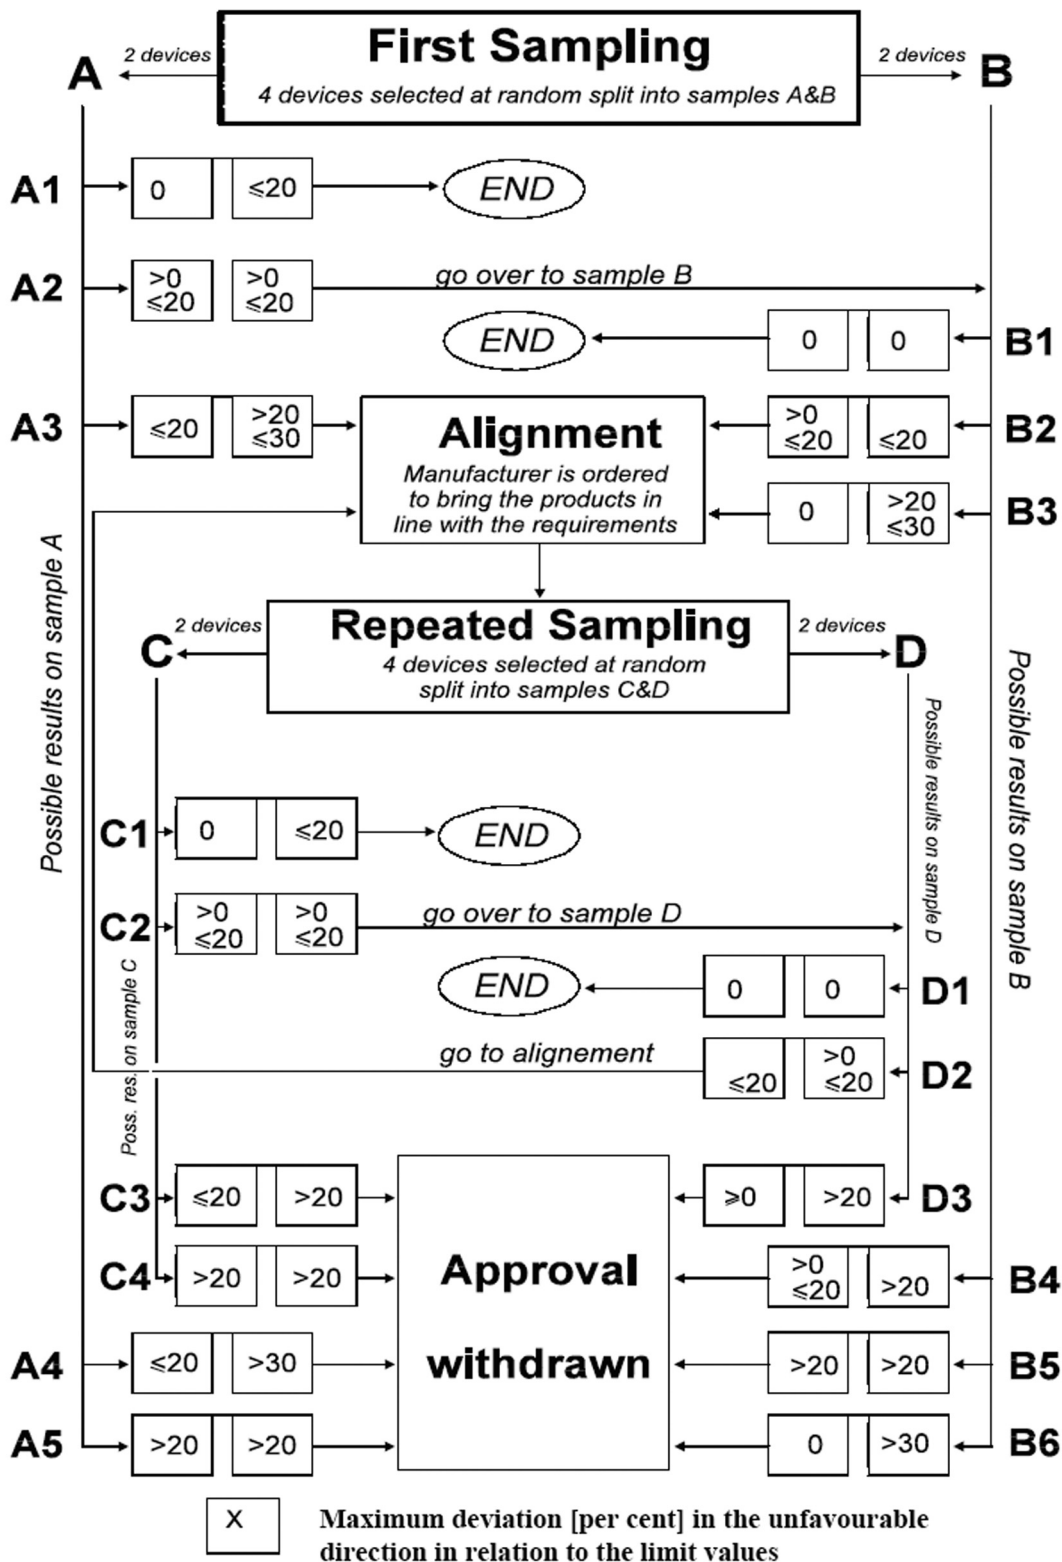 First Sampling
4 devices selected at random split into samples A&B
A
2 devices
2 devices
B
A1
0
≤20
END
A2
>0
≤20
>0
≤20
go over to sample B
END
0
0
B1
A3
≤20
>20
≤30
Alignment
Manufacturer is ordered
to bring the products in
line with the requirements
>0
≤20
≤20
B2
0
>20
≤30
B3
Possible results on sample A
Repeated Sampling
4 devices selected at random
split into samples C&D
C
2 devices
2 devices
D
Possible results on sample D
Possible results on sample B
C1
0
≤20
END
C2
>0
≤20
>0
≤20
go over to sample D
END
0
0
D1
Poss. res. on sample C
go to alignement
≤20
>0
≤20
D2
C3
≤20
>20
Approval
withdrawn
≥0
>20
D3
C4
>20
>20
>0
≤20
>20
B4
A4
≤20
>30
>20
>20
B5
A5
>20
>20
0
>30
B6
X
Maximum deviation [per cent] in the unfavourable
direction in relation to the limit values